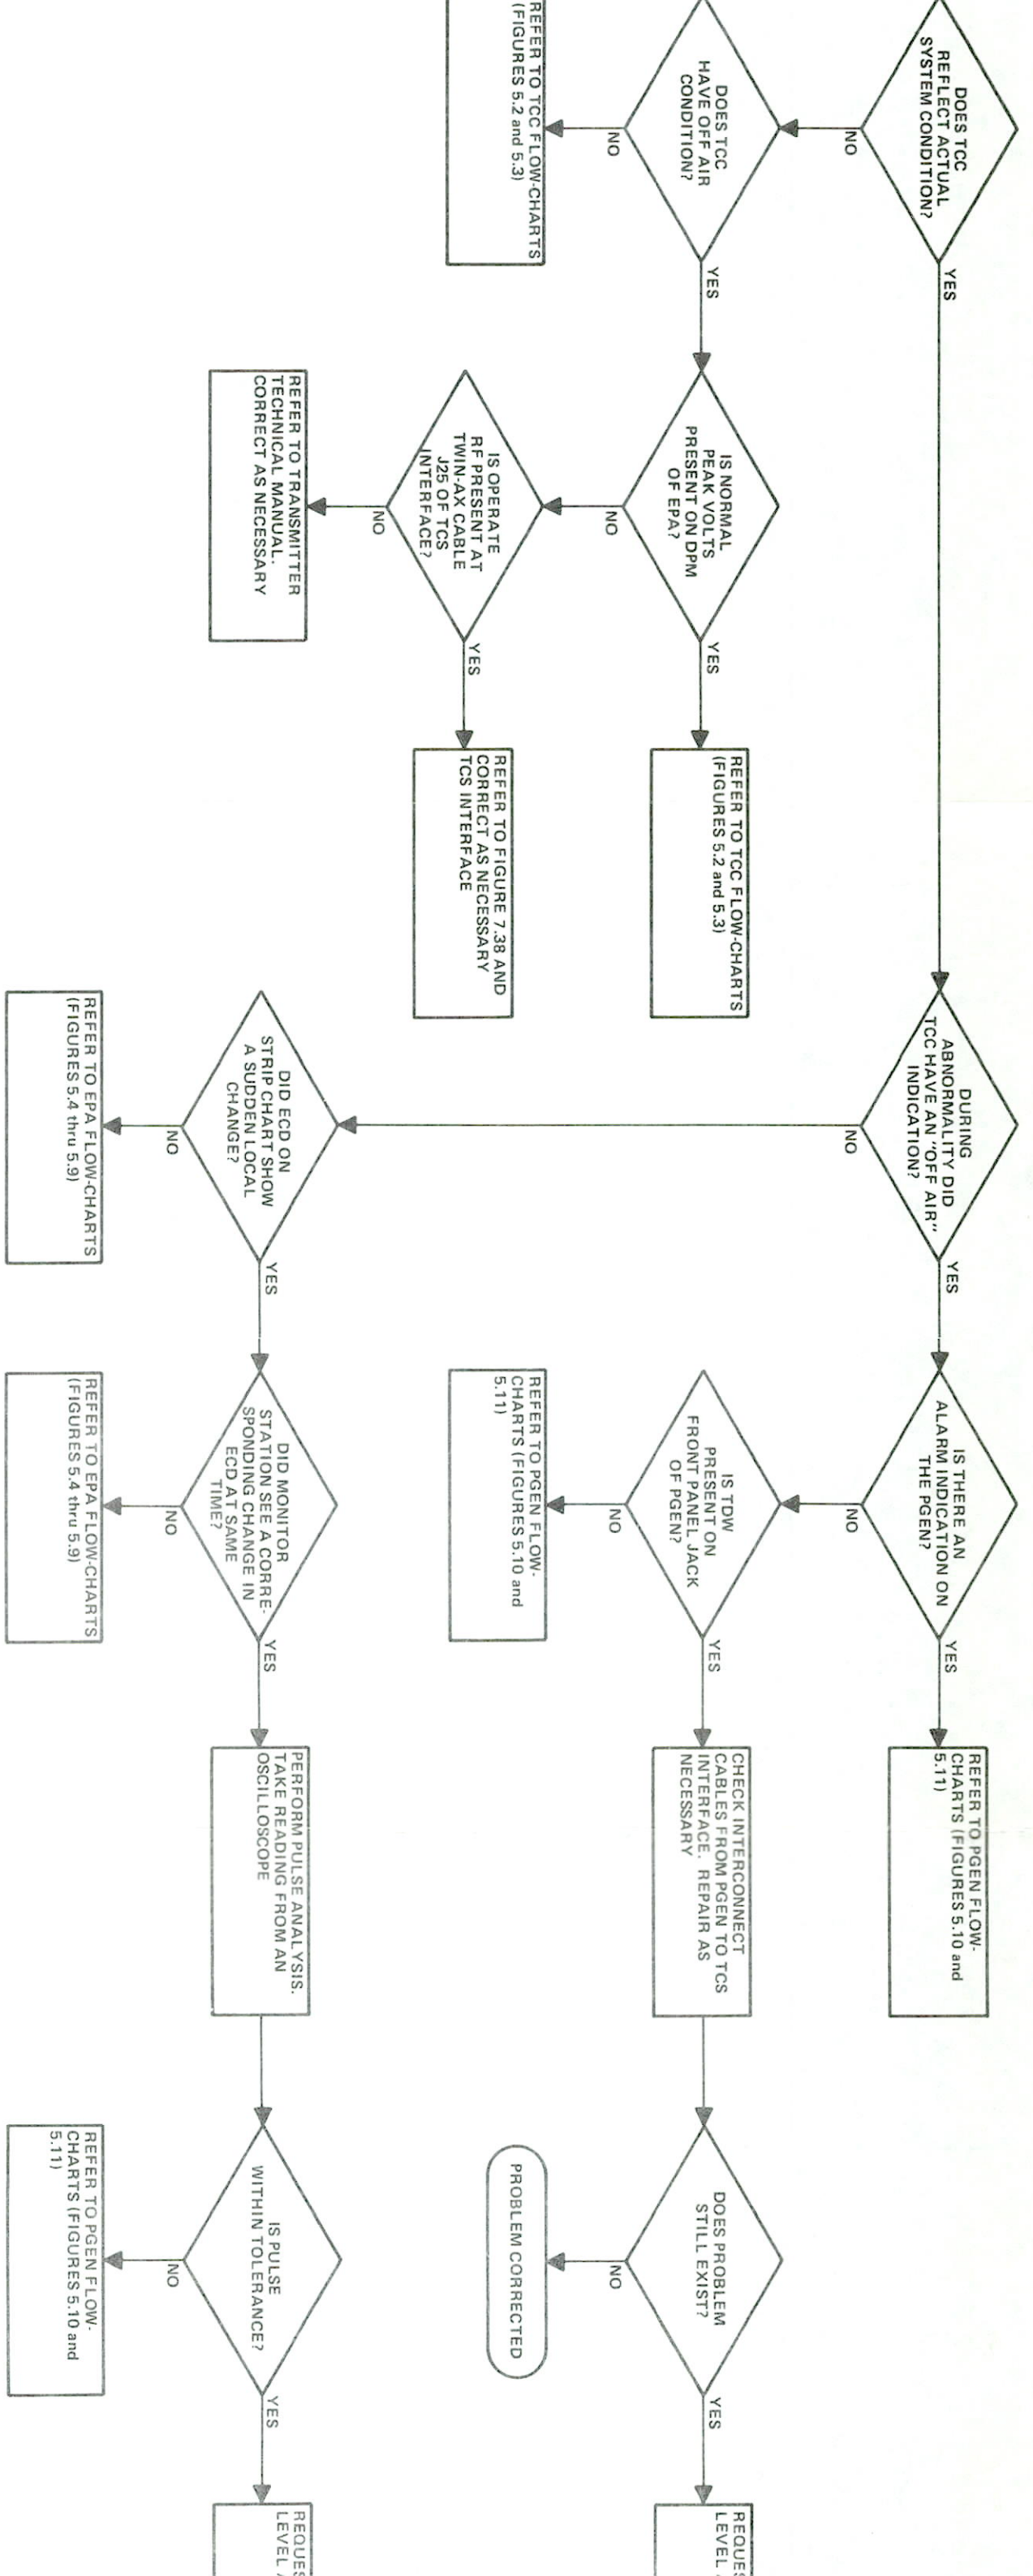 DOES TCC
REFLECT ACTUAL
SYSTEM CONDITION?
YES
NO
DURING
ABNORMALITY DID
TCC HAVE AN "OFF AIR"
INDICATION?
YES
NO
IS THERE AN
ALARM INDICATION ON
THE PGEN?
YES
NO
REFER TO PGEN FLOW-
CHARTS (FIGURES 5.10 and
5.11)
DOES TCC
HAVE OFF AIR
CONDITION?
YES
NO
IS NORMAL
PEAK VOLTS
PRESENT ON DPM
OF EPA?
YES
NO
REFER TO TCC FLOW-CHARTS
(FIGURES 5.2 and 5.3)
IS TDW
PRESENT ON
FRONT PANEL JACK
OF PGEN?
YES
NO
CHECK INTERCONNECT
CABLES FROM PGEN TO TCS
INTERFACE. REPAIR AS
NECESSARY
DOES PROBLEM
STILL EXIST?
YES
NO
REQUES
LEVEL
REFER TO TCC FLOW-CHARTS
(FIGURES 5.2 and 5.3)
IS OPERATE
RF PRESENT AT
TWIN-AX CABLE
J25 OF TCS
INTERFACE?
YES
NO
REFER TO FIGURE 7.38 AND
CORRECT AS NECESSARY
TCS INTERFACE
REFER TO PGEN FLOW-
CHARTS (FIGURES 5.10 and
5.11)
PROBLEM CORRECTED
REFER TO TRANSMITTER
TECHNICAL MANUAL.
CORRECT AS NECESSARY
DID ECD ON
STRIP CHART SHOW
A SUDDEN LOCAL
CHANGE?
YES
NO
DID MONITOR
STATION SEE A CORRE-
SPONDING CHANGE IN
ECD AT SAME
TIME?
YES
NO
PERFORM PULSE ANALYSIS.
TAKE READING FROM AN
OSCILLOSCOPE
IS PULSE
WITHIN TOLERANCE?
YES
NO
REQUES
LEVEL
REFER TO EPA FLOW-CHARTS
(FIGURES 5.4 thru 5.9)
REFER TO EPA FLOW-CHARTS
(FIGURES 5.4 thru 5.9)
REFER TO PGEN FLOW-
CHARTS (FIGURES 5.10 and
5.11)